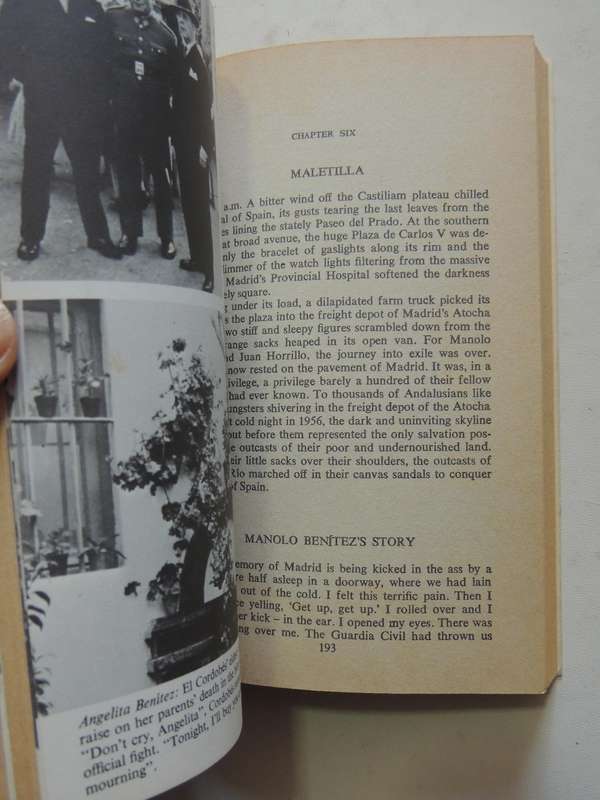 CHAPTER SIX
MALETILLA
a.m. A bitter wind off the Castiliam plateau chilled
al of Spain, its gusts tearing the last leaves from the
es lining the stately Paseo del Prado. At the southern
at broad avenue, the huge Plaza de Carlos V was de-
nly the bracelet of gaslights along its rim and the
limmer of the watch lights filtering from the massive
Madrid's Provincial Hospital softened the darkness
ely square.
g under its load, a dilapidated farm truck picked its
s the plaza into the freight depot of Madrid's Atocha
wo stiff and sleepy figures scrambled down from the
range sacks heaped in its open van. For Manolo
nd Juan Horrillo, the journey into exile was over.
now rested on the pavement of Madrid. It was, in a
ivilege, a privilege barely a hundred of their fellow
had ever known. To thousands of Andalusians like
ungsters shivering in the freight depot of the Atocha
t cold night in 1956, the dark and uninviting skyline
out before them represented the only salvation pos-
e outcasts of their poor and undernourished land.
eir little sacks over their shoulders, the outcasts of
Río marched off in their canvas sandals to conquer
of Spain.
MANOLO BENÍTEZ'S STORY
emory of Madrid is being kicked in the ass by a
re half asleep in a doorway, where we had lain
out of the cold. I felt this terrific pain. Then I
ce yelling, 'Get up, get up.' I rolled over and I
er kick – in the ear. I opened my eyes. There was
ng over me. The Guardia Civil had thrown us
193
Angelita Benítez: El Cordobés'
raise on her parents' death in the
"Don't cry, Angelita". Cordobés
official fight. "Tonight, I'll buy
mourning".